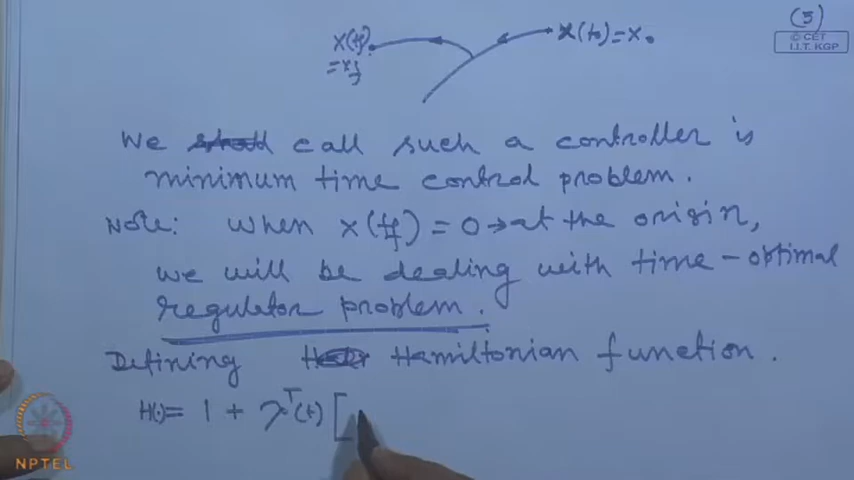 (5)
© CET
I.I.T. KGP
x(tf) = xf
x(t0) = x0
We call such a controller is
minimum time control problem.
Note: When x(tf) = 0 → at the origin,
we will be dealing with time-optimal
regulator problem.
Defining Hamiltonian function.
H(·) = 1 + λᵀ(t) [
NPTEL